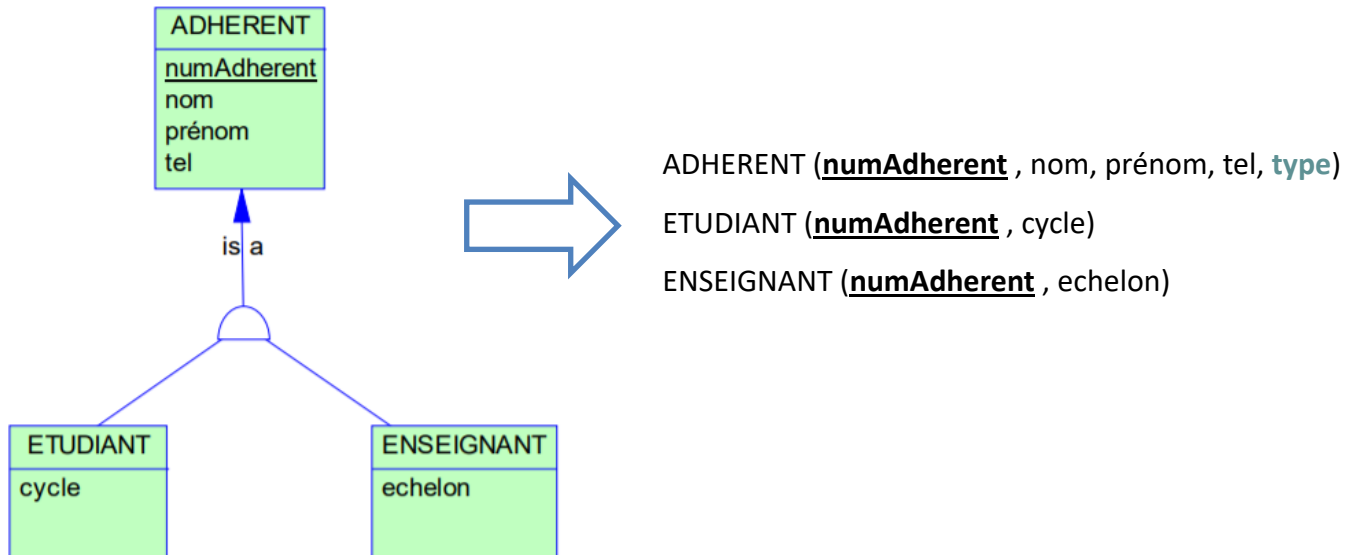 ADHERENT
numAdherent
nom
prénom
tel
is a
ETUDIANT
cycle
ENSEIGNANT
echelon
ADHERENT (numAdherent , nom, prénom, tel, type)
ETUDIANT (numAdherent , cycle)
ENSEIGNANT (numAdherent , echelon)